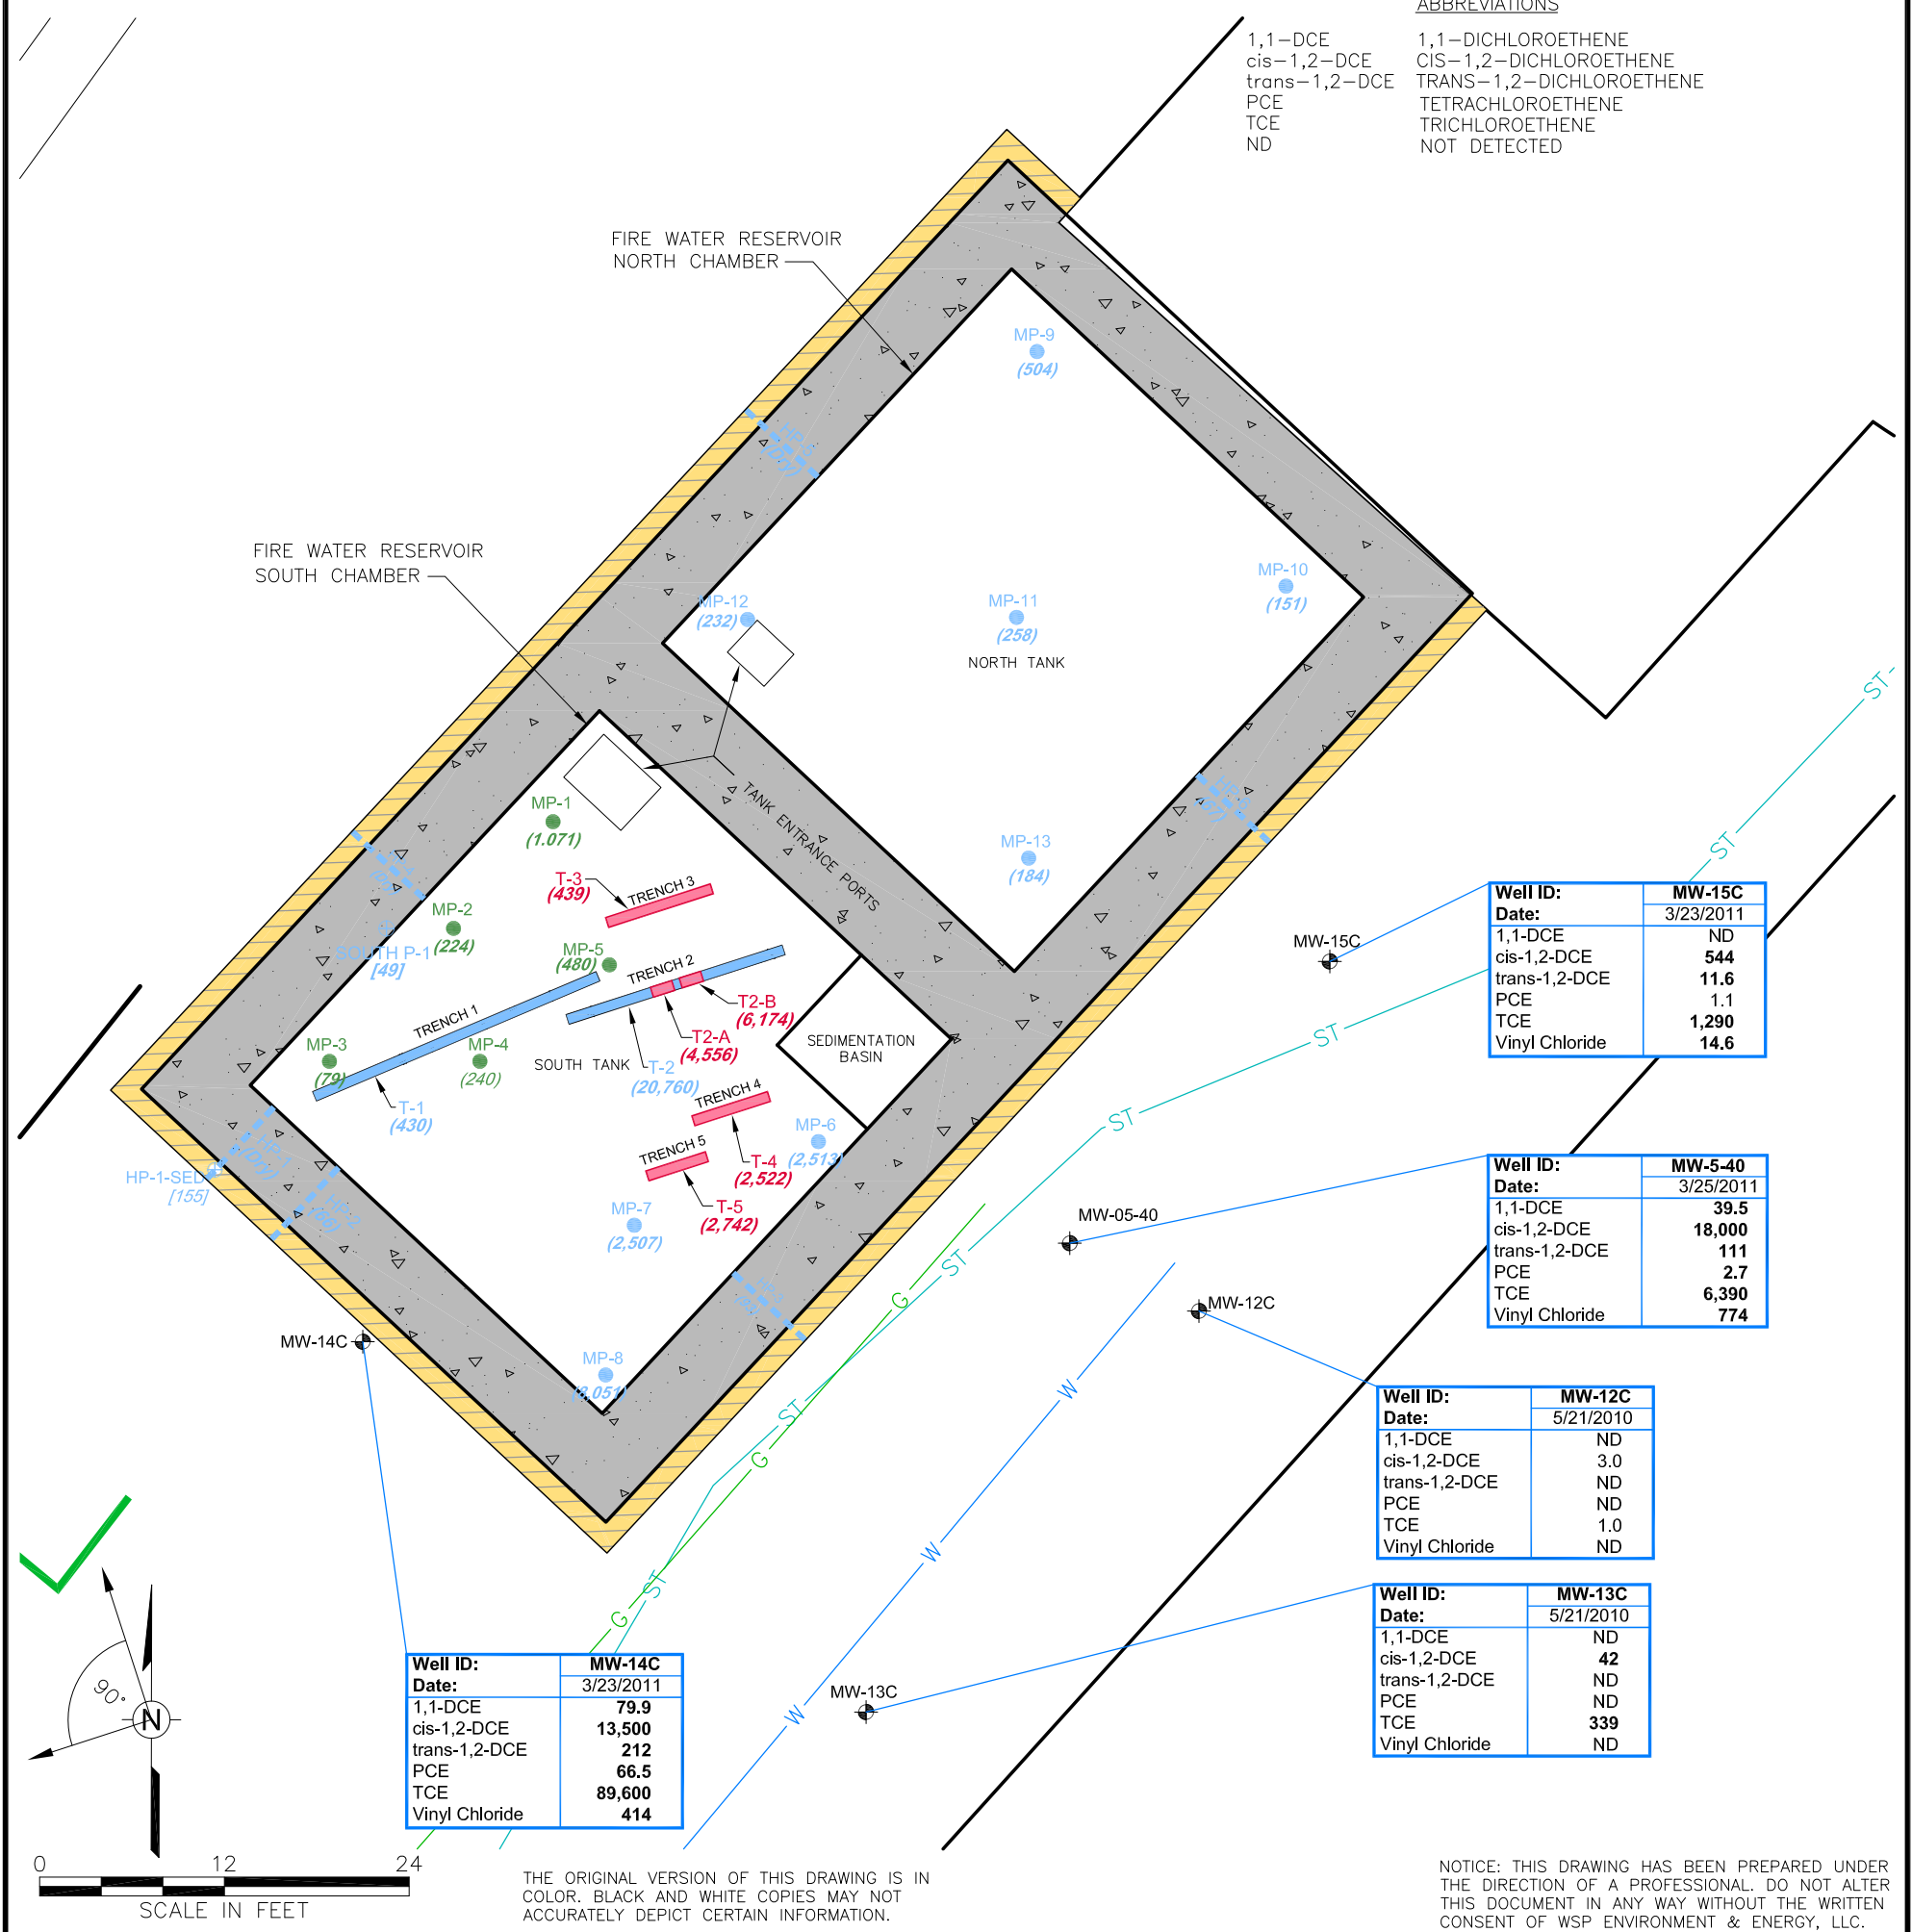 ABBREVIATIONS
1,1-DCE 1,1-DICHLOROETHENE
cis-1,2-DCE CIS-1,2-DICHLOROETHENE
trans-1,2-DCE TRANS-1,2-DICHLOROETHENE
PCE TETRACHLOROETHENE
TCE TRICHLOROETHENE
ND NOT DETECTED
FIRE WATER RESERVOIR
NORTH CHAMBER
MP-9
(504)
HP-5
(Dry)
FIRE WATER RESERVOIR
SOUTH CHAMBER
MP-10
(151)
MP-12
(232)
MP-11
(258)
NORTH TANK
ST
TANK ENTRANCE PORTS
MP-1
(1.071)
MP-13
(184)
ST
T-3
(439)
TRENCH 3
MP-2
(224)
SOUTH P-1
[49]
MP-5
(480)
TRENCH 2
T2-B
(6,174)
T2-A
(4,556)
T-2
(20,760)
TRENCH 1
MP-3
(79)
MP-4
(240)
SOUTH TANK
SEDIMENTATION
BASIN
T-1
(430)
TRENCH 4
T-4
(2,522)
MP-6
(2,513)
TRENCH 5
T-5
(2,742)
MP-7
(2,507)
HP-1
(Dry)
HP-1-SED
[155]
HP-2
MP-8
MW-15C
Well ID: MW-15C
Date: 3/23/2011
1,1-DCE ND
cis-1,2-DCE 544
trans-1,2-DCE 11.6
PCE 1.1
TCE 1,290
Vinyl Chloride 14.6
ST
ST
ST
G
MW-05-40
Well ID: MW-5-40
Date: 3/25/2011
1,1-DCE 39.5
cis-1,2-DCE 18,000
trans-1,2-DCE 111
PCE 2.7
TCE 6,390
Vinyl Chloride 774
MW-12C
MW-14C
W
ST
G
Well ID: MW-12C
Date: 5/21/2010
1,1-DCE ND
cis-1,2-DCE 3.0
trans-1,2-DCE ND
PCE ND
TCE 1.0
Vinyl Chloride ND
W
ST
G
Well ID: MW-13C
Date: 5/21/2010
1,1-DCE ND
cis-1,2-DCE 42
trans-1,2-DCE ND
PCE ND
TCE 339
Vinyl Chloride ND
MW-13C
W
Well ID: MW-14C
Date: 3/23/2011
1,1-DCE 79.9
cis-1,2-DCE 13,500
trans-1,2-DCE 212
PCE 66.5
TCE 89,600
Vinyl Chloride 414
90°
N
0 12 24
SCALE IN FEET
THE ORIGINAL VERSION OF THIS DRAWING IS IN
COLOR. BLACK AND WHITE COPIES MAY NOT
ACCURATELY DEPICT CERTAIN INFORMATION.
NOTICE: THIS DRAWING HAS BEEN PREPARED UNDER
THE DIRECTION OF A PROFESSIONAL. DO NOT ALTER
THIS DOCUMENT IN ANY WAY WITHOUT THE WRITTEN
CONSENT OF WSP ENVIRONMENT & ENERGY, LLC.